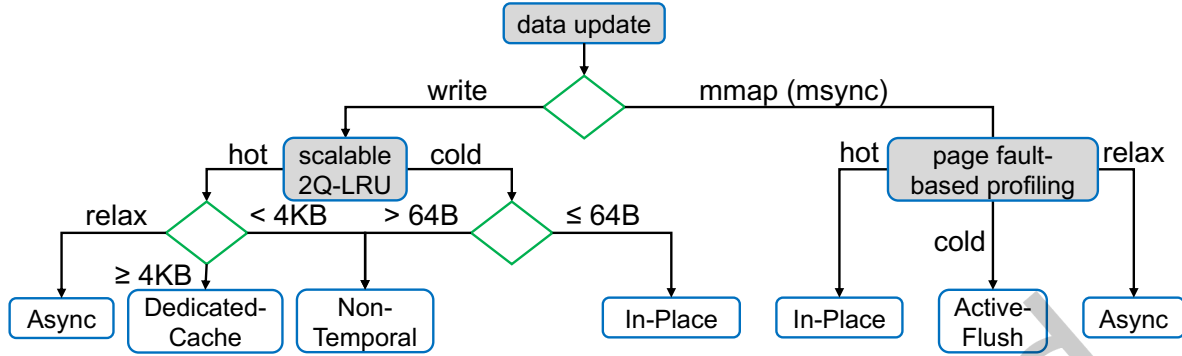 data update
write
mmap (msync)
hot
scalable
2Q-LRU
cold
hot
page fault-
based profiling
relax
relax
< 4KB
> 64B
≤ 64B
≥ 4KB
cold
Async
Dedicated-
Cache
Non-
Temporal
In-Place
In-Place
Active-
Flush
Async